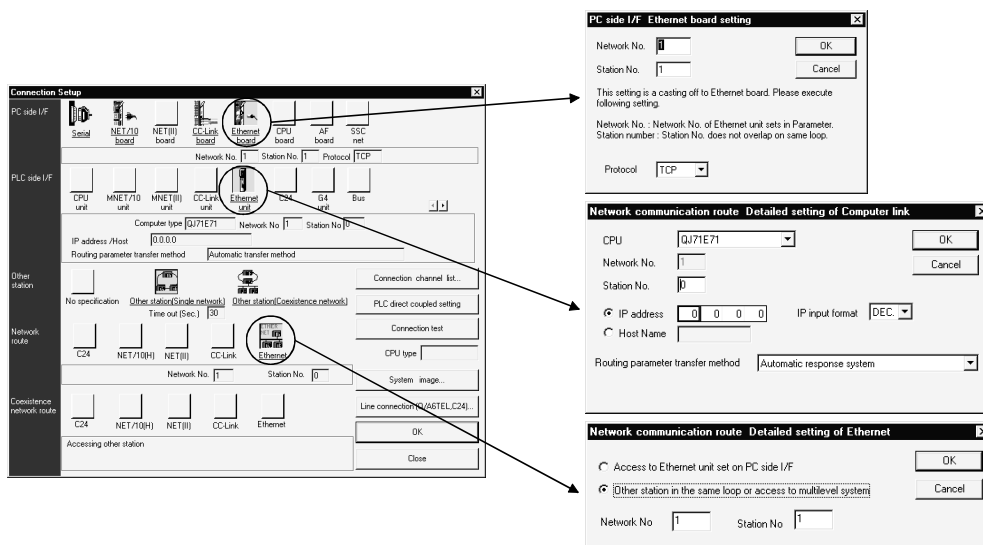 Connection Setup
PC side I/F
Serial
NET/10 board
NET(II) board
CC-Link board
Ethernet board
CPU board
AF board
SSC net
Network No. 1 Station No. 1 Protocol TCP
PLC side I/F
CPU unit
MNET/10 unit
MNET(II) unit
CC-Link unit
Ethernet unit
C24
G4 unit
Bus
Computer type QJ71E71 Network No 1 Station No 0
IP address /Host 0.0.0.0
Routing parameter transfer method Automatic transfer method
Other station
No specification
Other station(Single network)
Other station(Coexistence network)
Time out (Sec.) 30
Connection channel list...
PLC direct coupled setting
Connection test
CPU type
System image...
Line connection (Q/A6TEL,C24)...
OK
Close
Network route
C24
NET/10(H)
NET(II)
CC-Link
Ethernet
Network No. 1 Station No. 0
Coexistence network route
C24
NET/10(H)
NET(II)
CC-Link
Ethernet
Accessing other station
PC side I/F Ethernet board setting
Network No. 1
OK
Station No. 1
Cancel
This setting is a casting off to Ethernet board. Please execute
following setting.
Network No. : Network No. of Ethernet unit sets in Parameter.
Station number : Station No. does not overlap on same loop.
Protocol TCP
Network communication route Detailed setting of Computer link
CPU QJ71E71
OK
Network No. 1
Cancel
Station No. 0
IP address 0 0 0 0 IP input format DEC.
Host Name
Routing parameter transfer method Automatic response system
Network communication route Detailed setting of Ethernet
Access to Ethernet unit set on PC side I/F
OK
Other station in the same loop or access to multilevel system
Cancel
Network No 1 Station No 1